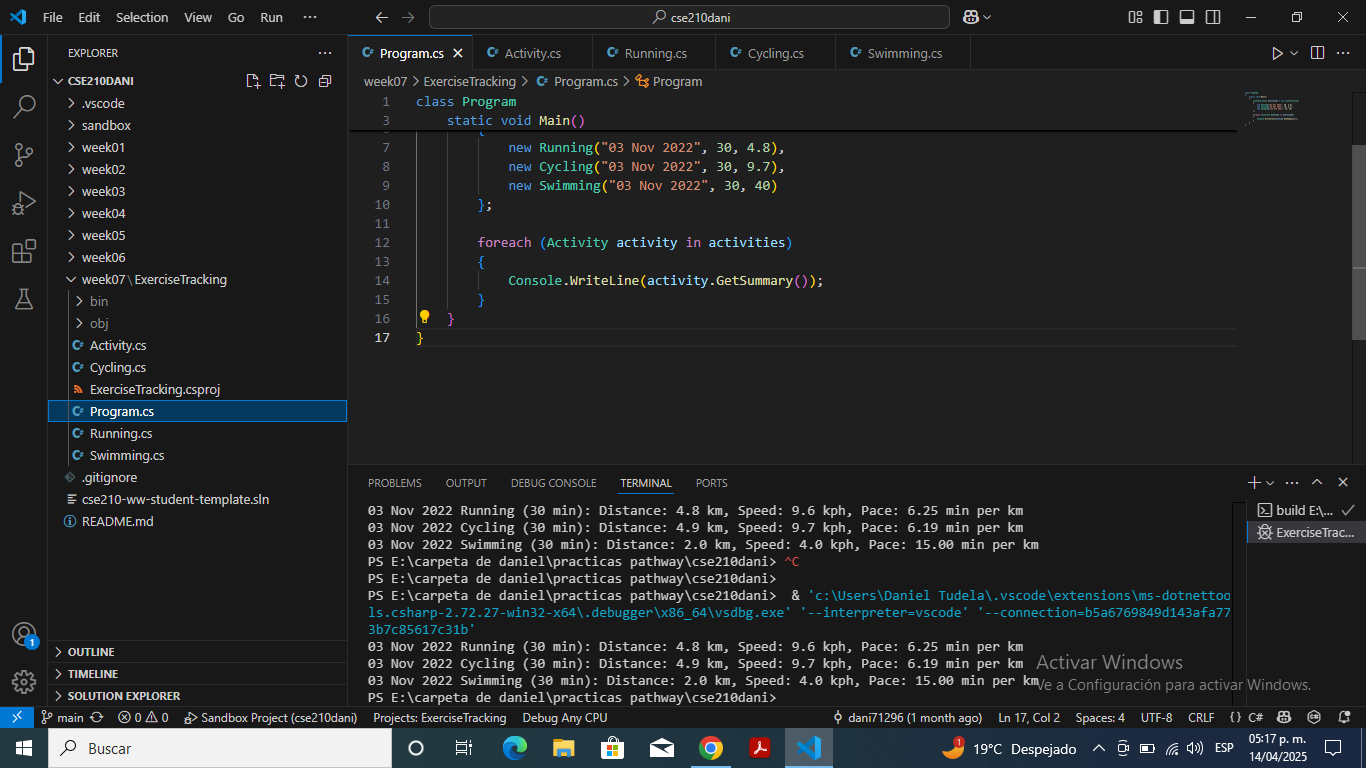 File Edit Selection View Go Run ··· cse210dani
EXPLORER
CSE210DANI
.vscode
sandbox
week01
week02
week03
week04
week05
week06
week07\ExerciseTracking
bin
obj
Activity.cs
Cycling.cs
ExerciseTracking.csproj
Program.cs
Running.cs
Swimming.cs
.gitignore
cse210-ww-student-template.sln
README.md
OUTLINE
TIMELINE
SOLUTION EXPLORER
1
Program.cs Activity.cs Running.cs Cycling.cs Swimming.cs
week07 > ExerciseTracking > Program.cs > Program
1 class Program
3 static void Main()
7 new Running("03 Nov 2022", 30, 4.8),
8 new Cycling("03 Nov 2022", 30, 9.7),
9 new Swimming("03 Nov 2022", 30, 40)
10 };
11
12 foreach (Activity activity in activities)
13 {
14 Console.WriteLine(activity.GetSummary());
15 }
16 }
17 }
PROBLEMS OUTPUT DEBUG CONSOLE TERMINAL PORTS
03 Nov 2022 Running (30 min): Distance: 4.8 km, Speed: 9.6 kph, Pace: 6.25 min per km
03 Nov 2022 Cycling (30 min): Distance: 4.9 km, Speed: 9.7 kph, Pace: 6.19 min per km
03 Nov 2022 Swimming (30 min): Distance: 2.0 km, Speed: 4.0 kph, Pace: 15.00 min per km
PS E:\carpeta de daniel\practicas pathway\cse210dani> ^C
PS E:\carpeta de daniel\practicas pathway\cse210dani>
PS E:\carpeta de daniel\practicas pathway\cse210dani> & 'c:\Users\Daniel Tudela\.vscode\extensions\ms-dotnettoo
ls.csharp-2.72.27-win32-x64\.debugger\x86_64\vsdbg.exe' '--interpreter=vscode' '--connection=b5a6769849d143afa77
3b7c85617c31b'
03 Nov 2022 Running (30 min): Distance: 4.8 km, Speed: 9.6 kph, Pace: 6.25 min per km
03 Nov 2022 Cycling (30 min): Distance: 4.9 km, Speed: 9.7 kph, Pace: 6.19 min per km
03 Nov 2022 Swimming (30 min): Distance: 2.0 km, Speed: 4.0 kph, Pace: 15.00 min per km
PS E:\carpeta de daniel\practicas pathway\cse210dani>
build E:\...
ExerciseTrac...
Activar Windows
Ve a Configuración para activar Windows.
main 0 0 Sandbox Project (cse210dani) Projects: ExerciseTracking Debug Any CPU dani71296 (1 month ago) Ln 17, Col 2 Spaces: 4 UTF-8 CRLF {} C#
Buscar 19°C Despejado ESP 05:17 p. m.
14/04/2025